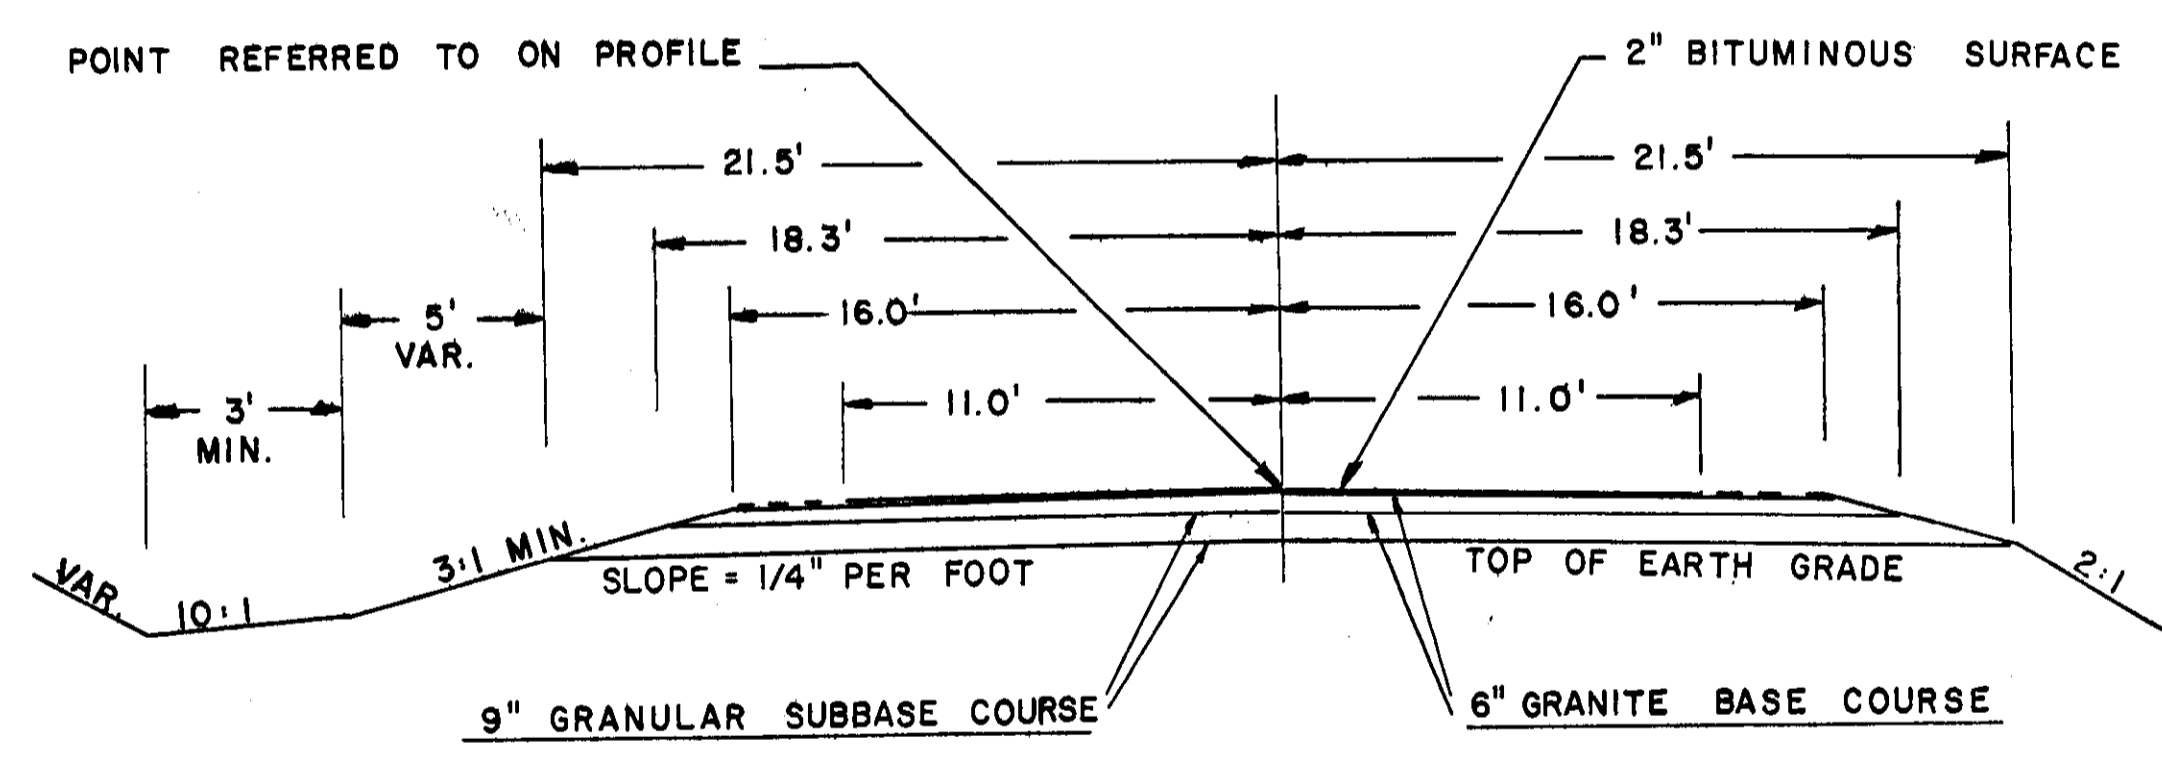 POINT REFERRED TO ON PROFILE
2" BITUMINOUS SURFACE
21.5'
21.5'
18.3'
18.3'
16.0'
16.0'
5'
VAR.
11.0'
11.0'
3'
MIN.
VAR.
10:1
3:1 MIN.
SLOPE = 1/4" PER FOOT
TOP OF EARTH GRADE
2:1
9" GRANULAR SUBBASE COURSE
6" GRANITE BASE COURSE